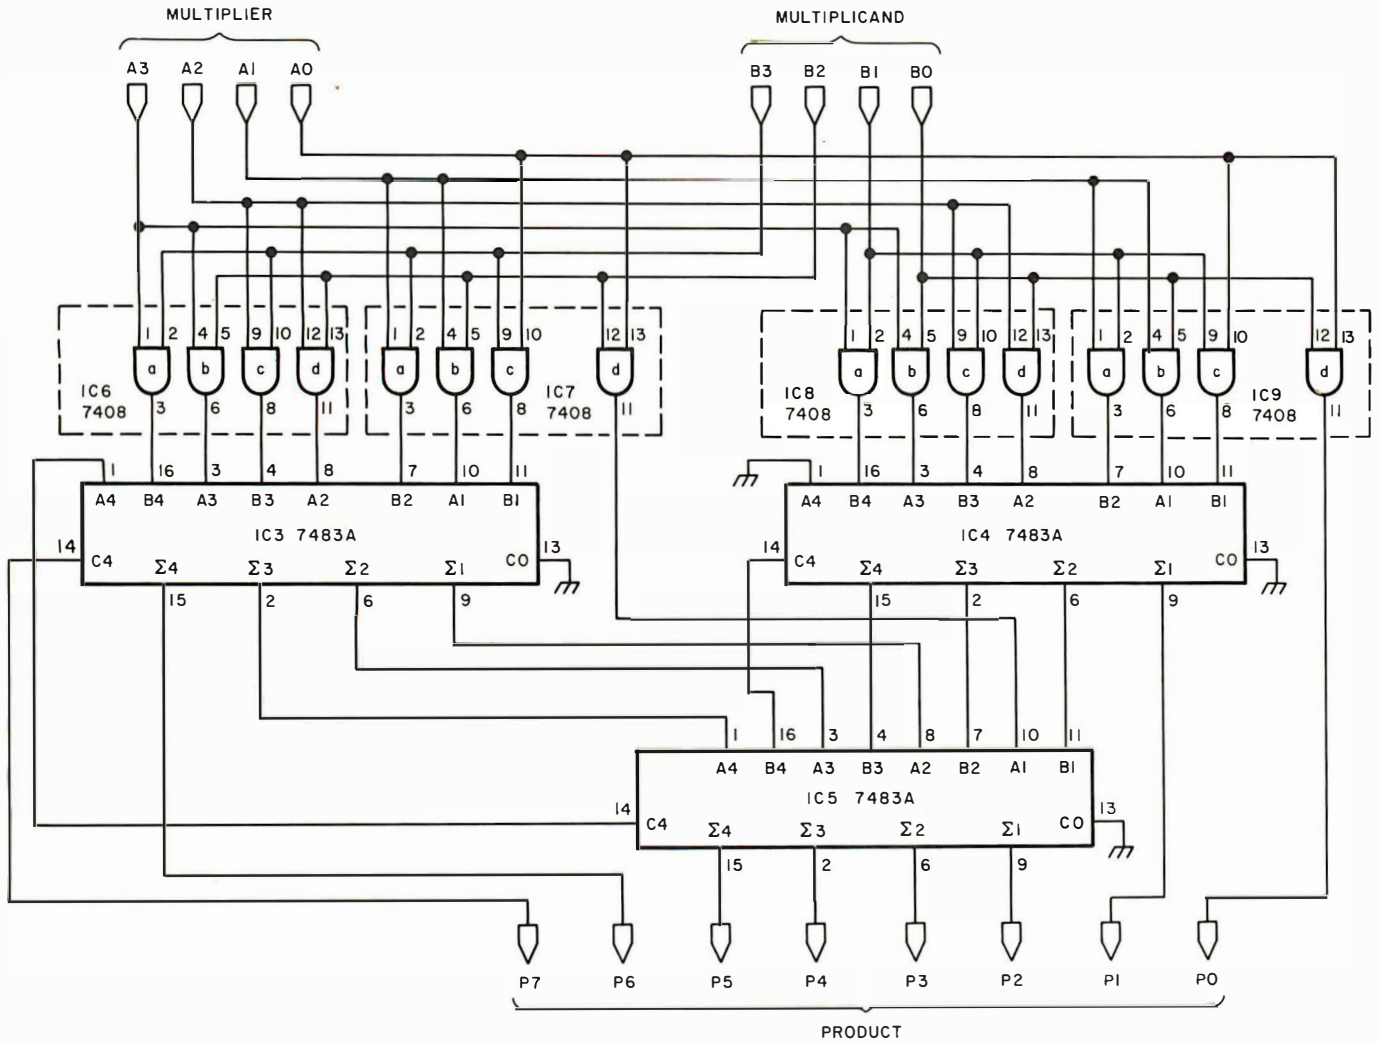 MULTIPLIER
MULTIPLICAND
A3 A2 A1 A0
B3 B2 B1 B0
1 2 4 5 9 10 12 13 1 2 4 5 9 10 12 13
1 2 4 5 9 10 12 13 1 2 4 5 9 10 12 13
a b c d a b c d
a b c d a b c d
IC6
7408
IC7
7408
IC8
7408
IC9
7408
3 6 8 11 3 6 8 11
3 6 8 11 3 6 8 11
1 16 3 4 8 7 10 11
1 16 3 4 8 7 10 11
A4 B4 A3 B3 A2 B2 A1 B1
A4 B4 A3 B3 A2 B2 A1 B1
IC3 7483A
IC4 7483A
14 C4 Σ4 Σ3 Σ2 Σ1 CO 13
14 C4 Σ4 Σ3 Σ2 Σ1 CO 13
15 2 6 9
15 2 6 9
1 16 3 4 8 7 10 11
A4 B4 A3 B3 A2 B2 A1 B1
IC5 7483A
14 C4 Σ4 Σ3 Σ2 Σ1 CO 13
15 2 6 9
P7 P6 P5 P4 P3 P2 P1 P0
PRODUCT